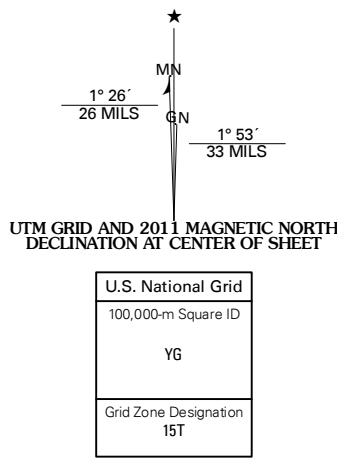 ★
MN
1° 26´
26 MILS
GN
1° 53´
33 MILS
UTM GRID AND 2011 MAGNETIC NORTH
DECLINATION AT CENTER OF SHEET
U.S. National Grid
100,000-m Square ID
YG
Grid Zone Designation
15T